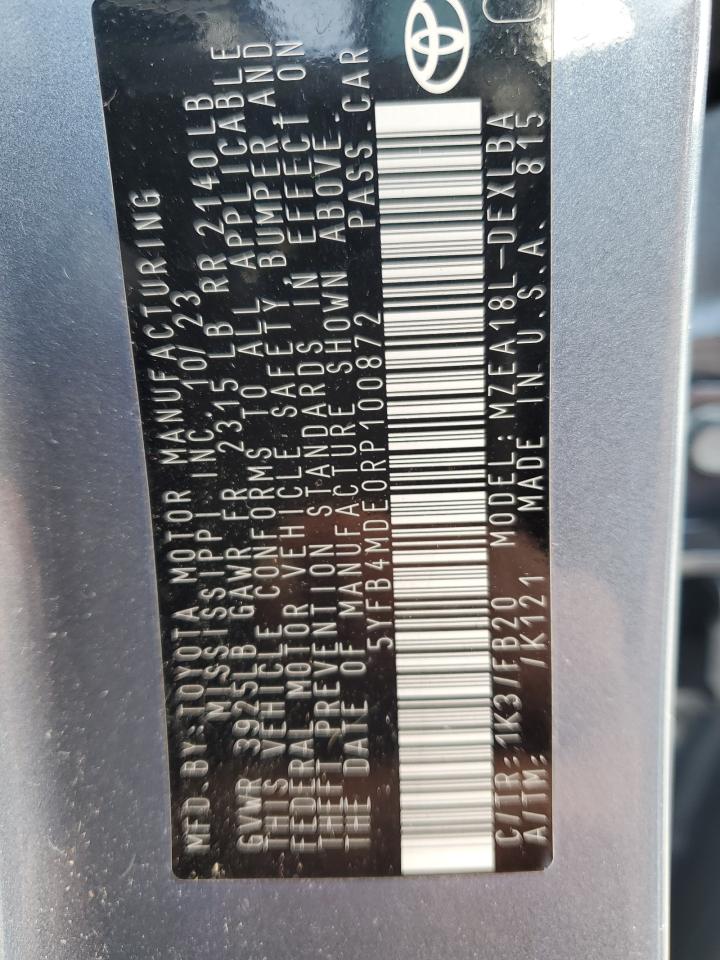 MFD.BY:TOYOTA MOTOR MANUFACTURING
MISSISSIPPI INC. 10/23
GVWR 3925LB GAWR FR 2315 LB RR 2140LB
THIS VEHICLE CONFORMS TO ALL APPLICABLE
FEDERAL MOTOR VEHICLE SAFETY BUMPER AND
THEFT PREVENTION STANDARDS IN EFFECT ON
THE DATE OF MANUFACTURE SHOWN ABOVE.
5YFB4MDE0RP100872 PASS.CAR
C/TR: 1K3/FB20 MODEL:MZEA18L-DEXLBA
A/TM: /K121 MADE IN U.S.A. 815